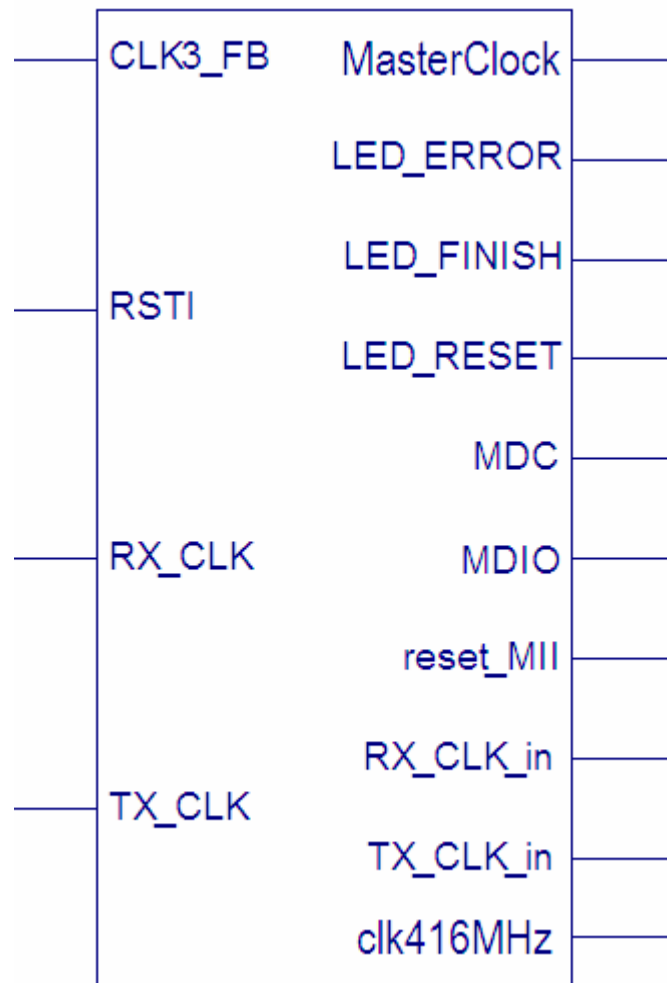 CLK3_FB
MasterClock
LED_ERROR
LED_FINISH
RSTI
LED_RESET
MDC
RX_CLK
MDIO
reset_MII
RX_CLK_in
TX_CLK
TX_CLK_in
clk416MHz